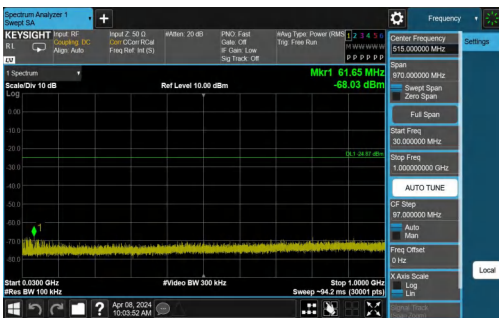 Spectrum Analyzer 1
Swept SA
+
Frequency
KEYSIGHT Input: RF Input Z: 50 Ω #Atten: 20 dB PNO: Fast #Avg Type: Power (RMS) 1 2 3 4 5 6
RL Coupling: DC Corr CCorr RCal Gate: Off Trig: Free Run M W W W W W
Align: Auto Freq Ref: Int (S) IF Gain: Low P P P P P P
Sig Track: Off
1 Spectrum Mkr1 61.65 MHz
Scale/Div 10 dB Ref Level 10.00 dBm -68.03 dBm
Log
0.00
-10.0
-20.0
DL1 -24.97 dBm
-30.0
-40.0
-50.0
-60.0
1
-70.0
-80.0
Start 0.0300 GHz #Video BW 300 kHz Stop 1.0000 GHz
#Res BW 100 kHz Sweep ~94.2 ms (30001 pts)
Apr 08, 2024
10:03:52 AM
?
Center Frequency
515.000000 MHz
Settings
Span
970.000000 MHz
Swept Span
Zero Span
Full Span
Start Freq
30.000000 MHz
Stop Freq
1.000000000 GHz
AUTO TUNE
CF Step
97.000000 MHz
Auto
Man
Freq Offset
0 Hz
X Axis Scale
Log
Lin
Local
Signal Track